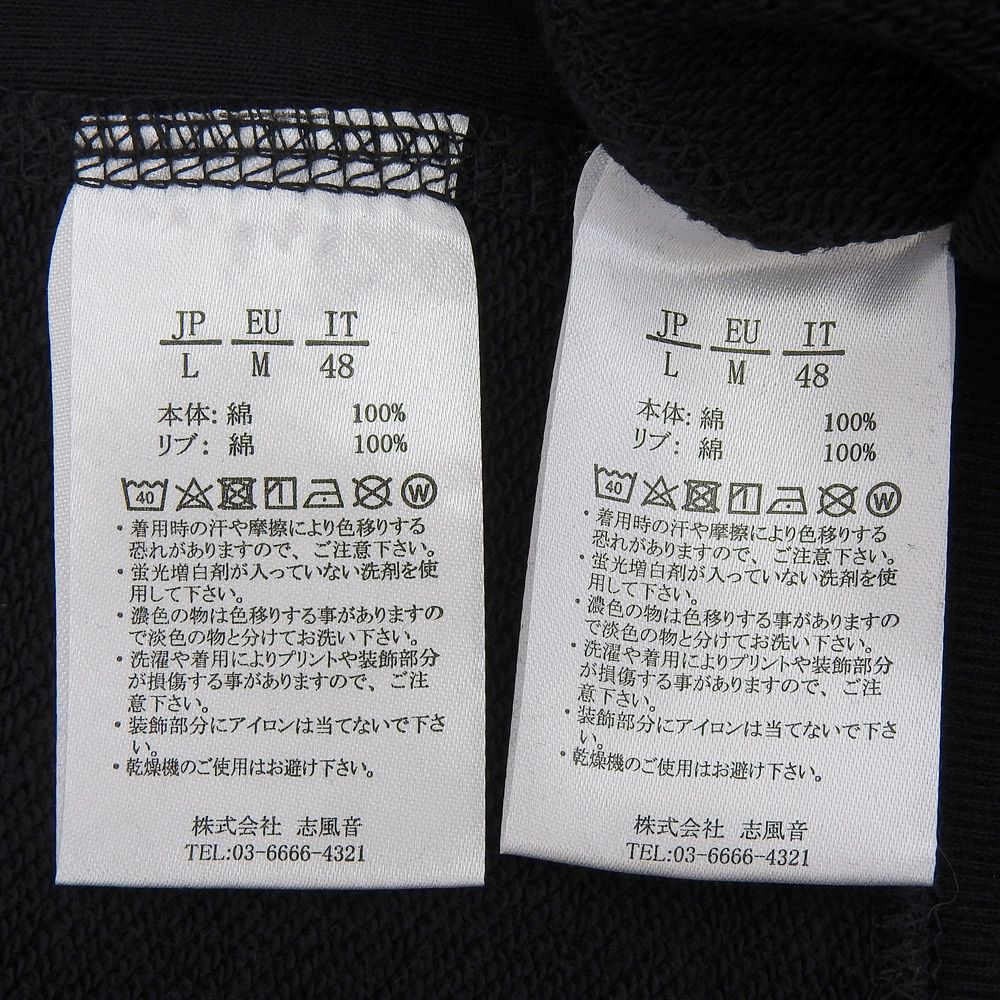 JP EU IT
L M 48
本体: 綿 100%
リブ: 綿 100%
40 W
・着用時の汗や摩擦により色移りする
恐れがありますので、ご注意下さい。
・蛍光増白剤が入っていない洗剤を使
用して下さい。
・濃色の物は色移りする事がありますの
で淡色の物と分けてお洗い下さい。
・洗濯や着用によりプリントや装飾部分
が損傷する事がありますので、ご注
意下さい。
・装飾部分にアイロンは当てないで下さ
い。
・乾燥機のご使用はお避け下さい。
株式会社 志風音
TEL:03-6666-4321
JP EU IT
L M 48
本体: 綿 100%
リブ: 綿 100%
40 W
・着用時の汗や摩擦により色移りする
恐れがありますので、ご注意下さい。
・蛍光増白剤が入っていない洗剤を使
用して下さい。
・濃色の物は色移りする事がありますの
で淡色の物と分けてお洗い下さい。
・洗濯や着用によりプリントや装飾部分
が損傷する事がありますので、ご注
意下さい。
・装飾部分にアイロンは当てないで下さ
い。
・乾燥機のご使用はお避け下さい。
株式会社 志風音
TEL:03-6666-4321